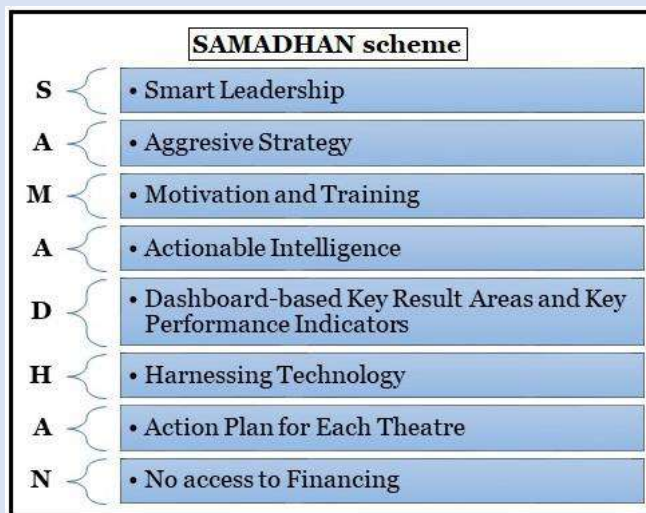 SAMADHAN scheme
S • Smart Leadership
A • Aggresive Strategy
M • Motivation and Training
A • Actionable Intelligence
D • Dashboard-based Key Result Areas and Key
Performance Indicators
H • Harnessing Technology
A • Action Plan for Each Theatre
N • No access to Financing